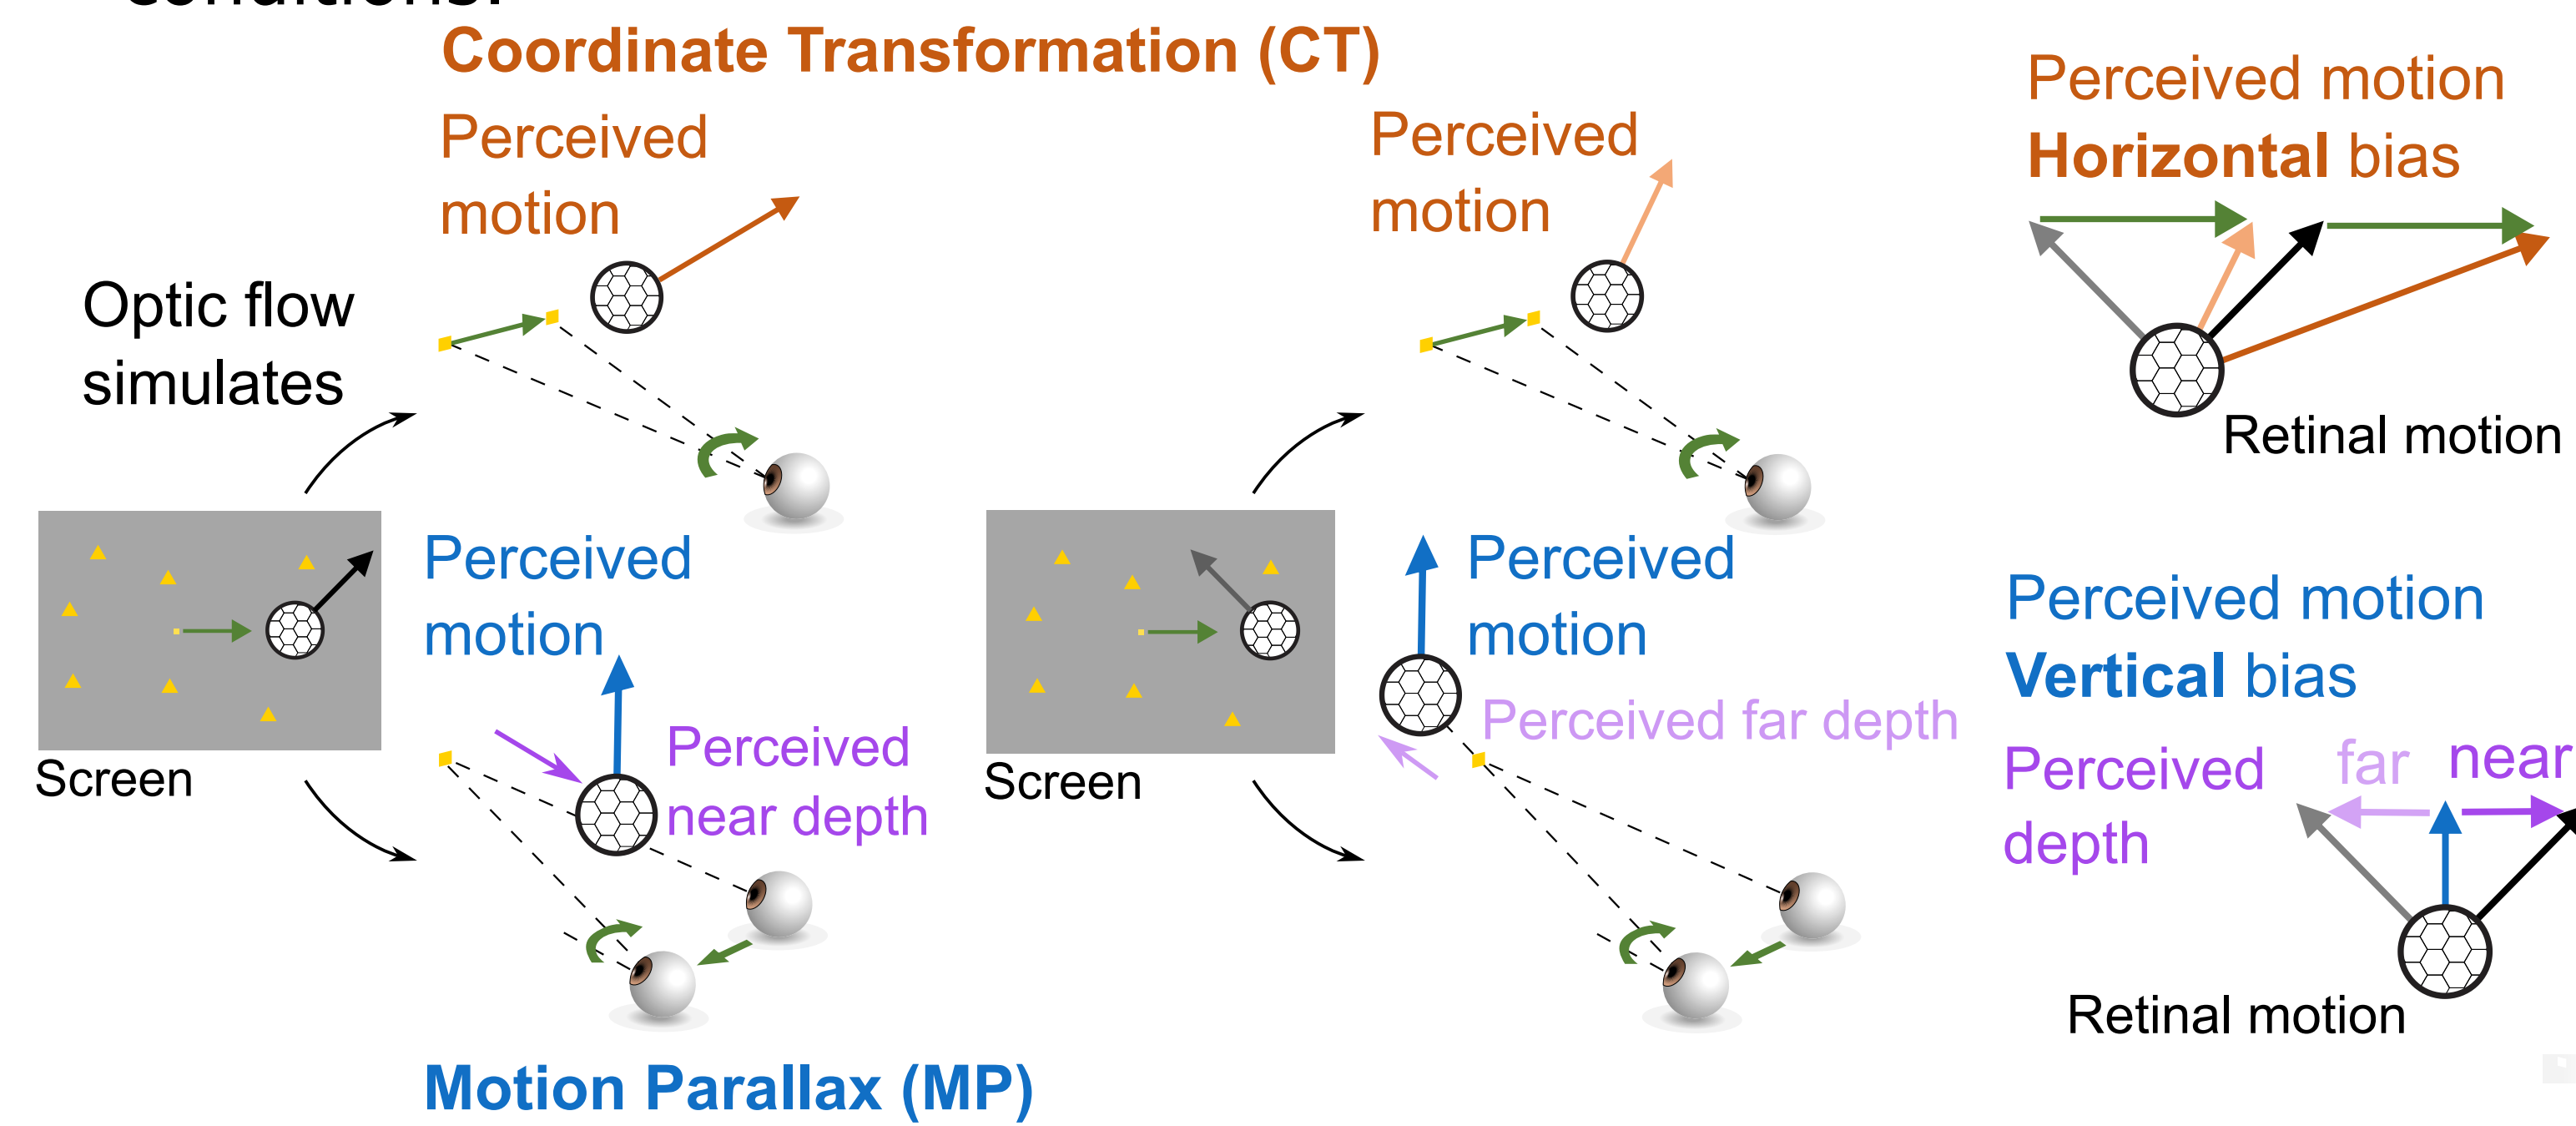 conditions.
Coordinate Transformation (CT)
Perceived
motion
Perceived
motion
Perceived motion
Horizontal bias
Retinal motion
Optic flow
simulates
Screen
Perceived
motion
Perceived
near depth
Screen
Perceived
motion
Perceived far depth
Perceived motion
Vertical bias
Perceived
depth
far near
Retinal motion
Motion Parallax (MP)